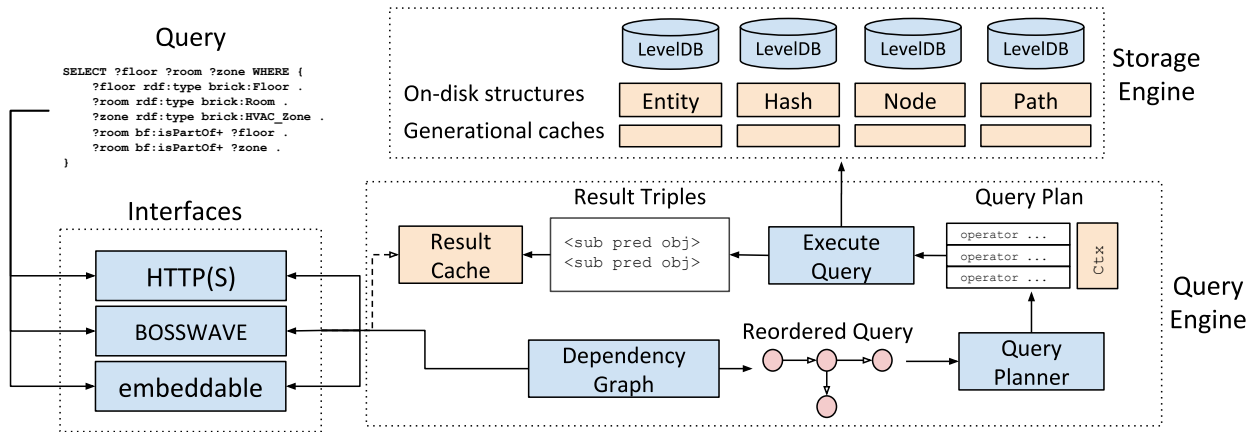 Query
SELECT ?floor ?room ?zone WHERE {
?floor rdf:type brick:Floor .
?room rdf:type brick:Room .
?zone rdf:type brick:HVAC_Zone .
?room bf:isPartOf+ ?floor .
?room bf:isPartOf+ ?zone .
}
LevelDB LevelDB LevelDB LevelDB
On-disk structures Entity Hash Node Path
Generational caches
Storage
Engine
Interfaces
HTTP(S)
BOSSWAVE
embeddable
Result Triples
Query Plan
Result
Cache
<sub pred obj>
<sub pred obj>
Execute
Query
operator ...
operator ...
operator ...
Ctx
Query
Engine
Dependency
Graph
Reordered Query
Query
Planner